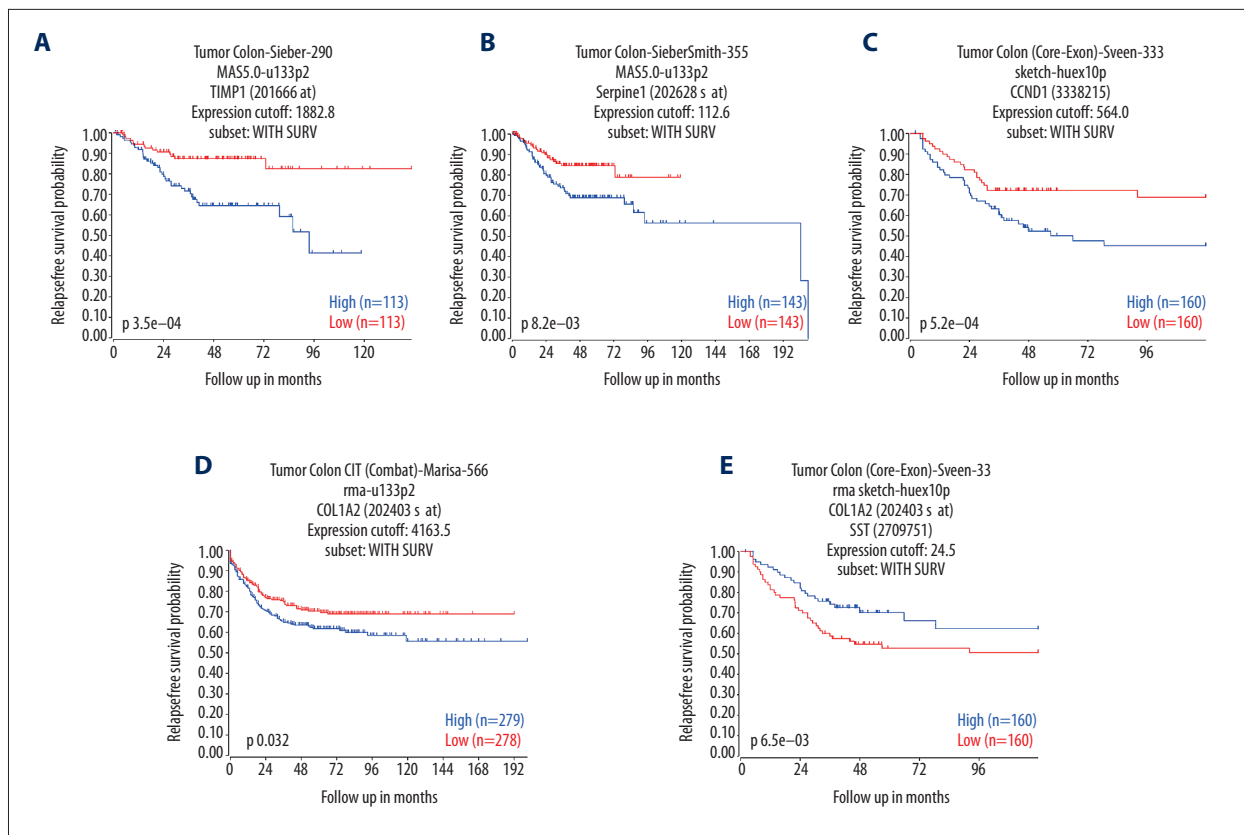 A
Tumor Colon-Sieber-290
MAS5.0-u133p2
TIMP1 (201666 at)
Expression cutoff: 1882.8
subset: WITH SURV
Relapsefree survival probability
1.00
0.90
0.80
0.70
0.60
0.50
0.40
0.30
0.20
0.10
0.00
High (n=113)
Low (n=113)
p 3.5e–04
0 24 48 72 96 120
Follow up in months
B
Tumor Colon-SieberSmith-355
MAS5.0-u133p2
Serpine1 (202628 s at)
Expression cutoff: 112.6
subset: WITH SURV
Relapsefree survival probability
1.00
0.90
0.80
0.70
0.60
0.50
0.40
0.30
0.20
0.10
0.00
High (n=143)
Low (n=143)
p 8.2e–03
0 24 48 72 96 120 144 168 192
Follow up in months
C
Tumor Colon (Core-Exon)-Sveen-333
sketch-huex10p
CCND1 (3338215)
Expression cutoff: 564.0
subset: WITH SURV
Relapsefree survival probability
1.00
0.90
0.80
0.70
0.60
0.50
0.40
0.30
0.20
0.10
0.00
High (n=160)
Low (n=160)
p 5.2e–04
0 24 48 96
Follow up in months
D
Tumor Colon CIT (Combat)-Marisa-566
rma-u133p2
COL1A2 (202403 s at)
Expression cutoff: 4163.5
subset: WITH SURV
Relapsefree survival probability
1.00
0.90
0.80
0.70
0.60
0.50
0.40
0.30
0.20
0.10
0.00
High (n=279)
Low (n=278)
p 0.032
0 24 48 72 96 120 144 168 192
Follow up in months
E
Tumor Colon (Core-Exon)-Sveen-33
rma sketch-huex10p
COL1A2 (202403 s at)
SST (2709751)
Expression cutoff: 24.5
subset: WITH SURV
Relapsefree survival probability
1.00
0.90
0.80
0.70
0.60
0.50
0.40
0.30
0.20
0.10
0.00
High (n=160)
Low (n=160)
p 6.5e–03
0 24 48 96
Follow up in months